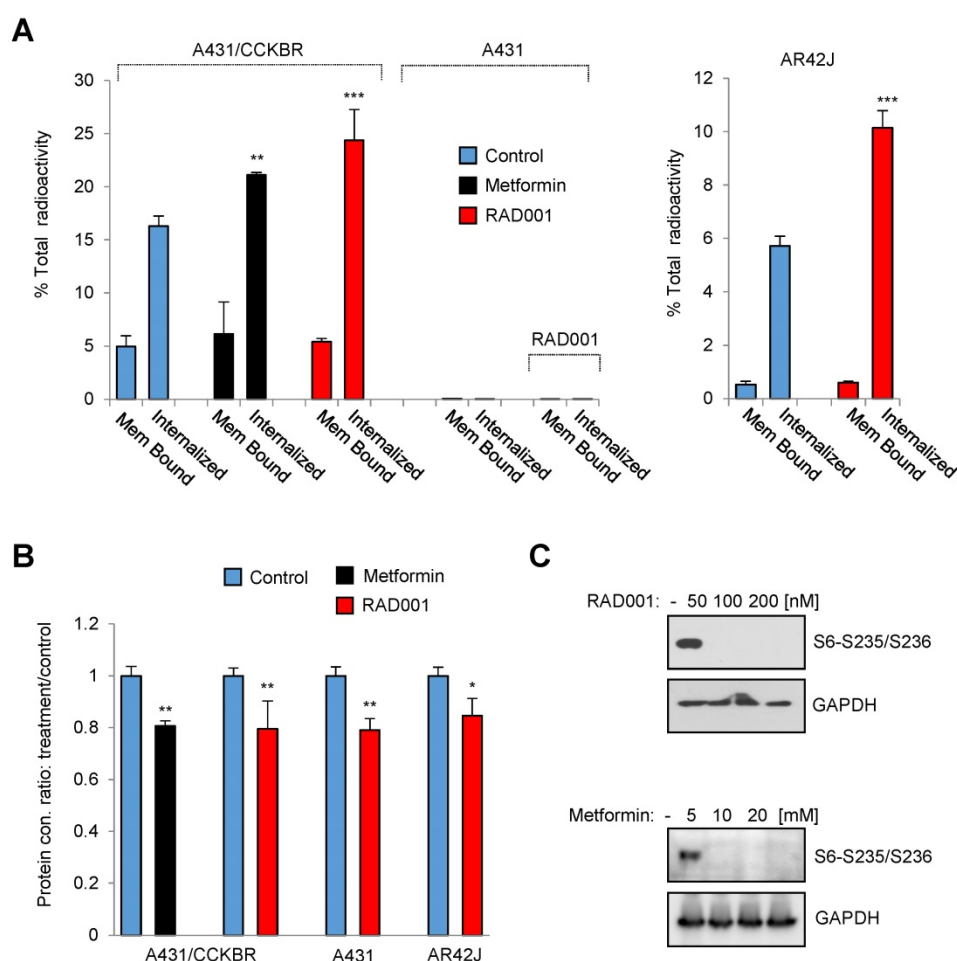 A
A431/CCKBR
A431
AR42J
% Total radioactivity
30
25
20
15
10
5
0
**
***
Control
Metformin
RAD001
RAD001
Mem Bound
Internalized
Mem Bound
Internalized
Mem Bound
Internalized
Mem Bound
Internalized
Mem Bound
Internalized
% Total radioactivity
12
10
8
6
4
2
0
***
Mem Bound
Internalized
Mem Bound
Internalized
B
Control
Metformin
RAD001
Protein con. ratio: treatment/control
1.2
1
0.8
0.6
0.4
0.2
0
**
**
**
*
A431/CCKBR
A431
AR42J
C
RAD001: - 50 100 200 [nM]
S6-S235/S236
GAPDH
Metformin: - 5 10 20 [mM]
S6-S235/S236
GAPDH